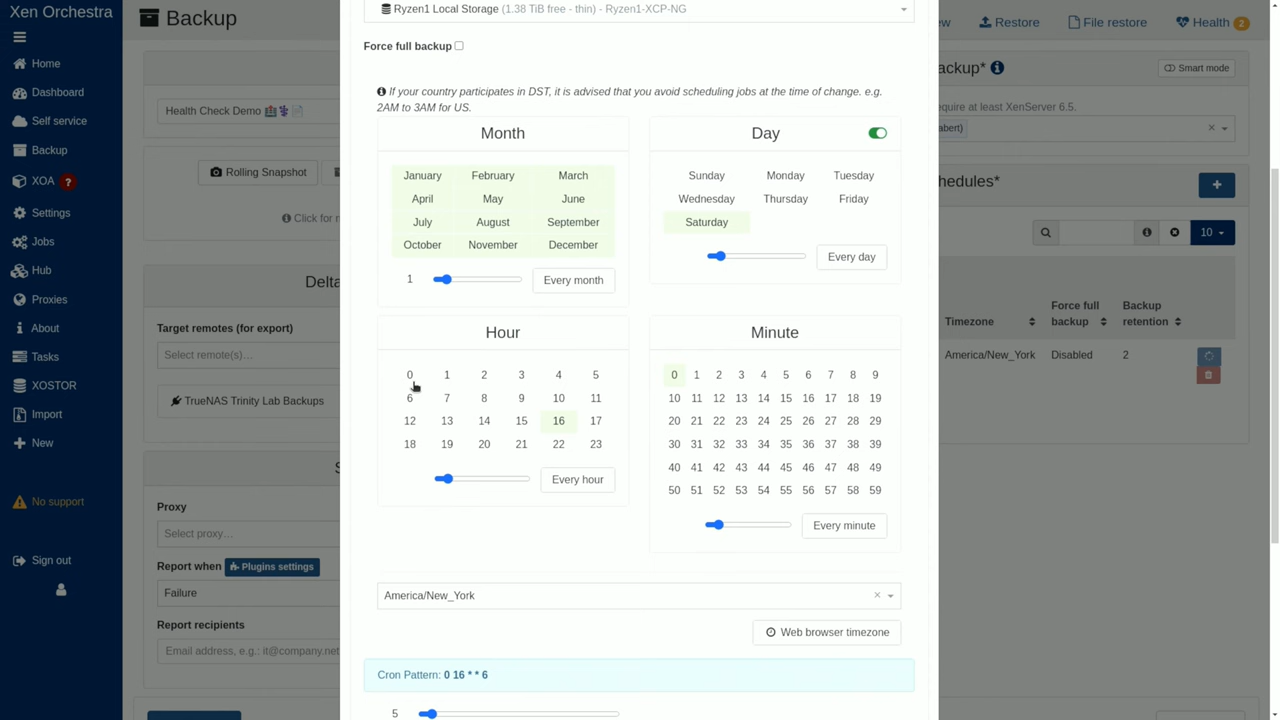 Xen Orchestra
Home
Dashboard
Self service
Backup
XOA
Settings
Jobs
Hub
Proxies
About
Tasks
XOSTOR
Import
New
No support
Sign out
Backup
Restore
File restore
Health 2
Health Check Demo
Rolling Snapshot
Click for
Delta
Target remotes (for export)
Select remote(s)...
TrueNAS Trinity Lab Backups
Proxy
Select proxy...
Report when Plugins settings
Failure
Report recipients
Email address, e.g.: it@company.net
Ryzen1 Local Storage (1.38 TiB free - thin) - Ryzen1-XCP-NG
Force full backup
If your country participates in DST, it is advised that you avoid scheduling jobs at the time of change. e.g.
2AM to 3AM for US.
Month
January February March
April May June
July August September
October November December
1 Every month
Day
Sunday Monday Tuesday
Wednesday Thursday Friday
Saturday
Every day
Hour
0 1 2 3 4 5
6 7 8 9 10 11
12 13 14 15 16 17
18 19 20 21 22 23
Every hour
Minute
0 1 2 3 4 5 6 7 8 9
10 11 12 13 14 15 16 17 18 19
20 21 22 23 24 25 26 27 28 29
30 31 32 33 34 35 36 37 38 39
40 41 42 43 44 45 46 47 48 49
50 51 52 53 54 55 56 57 58 59
Every minute
America/New_York
Web browser timezone
Cron Pattern: 0 16 * * 6
5
ackup*
Smart mode
equire at least XenServer 6.5.
abert)
hedules*
10
Timezone
Force full
backup
Backup
retention
America/New_York Disabled 2